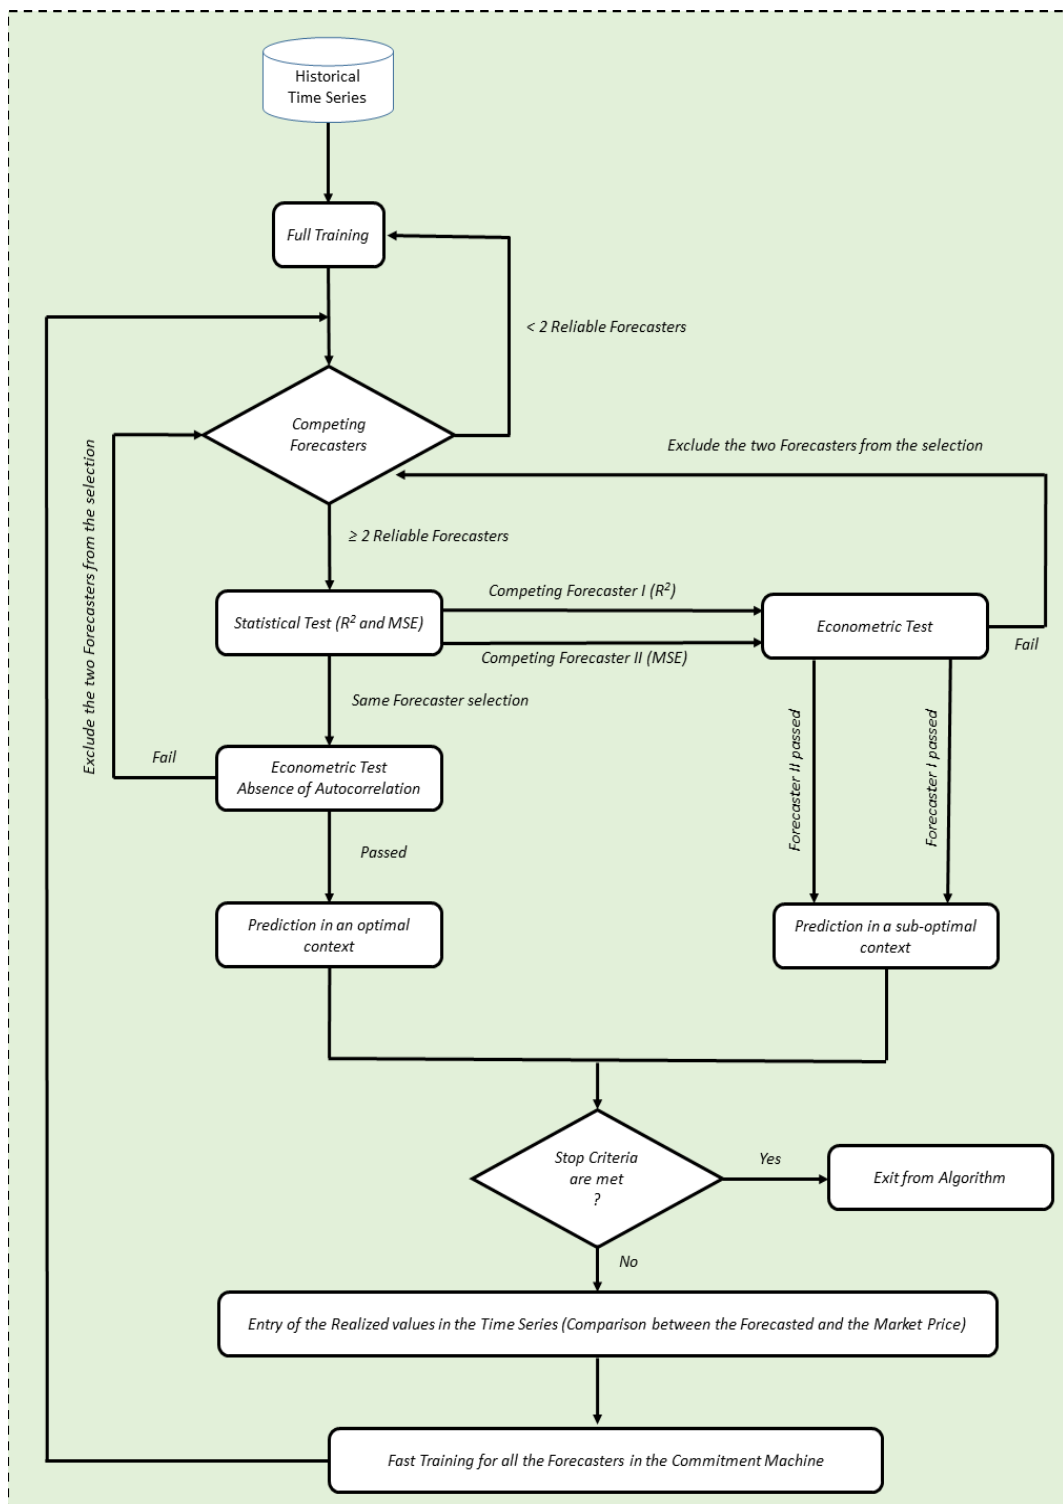 Historical
Time Series
Full Training
< 2 Reliable Forecasters
Competing
Forecasters
Exclude the two Forecasters from the selection
Exclude the two Forecasters from the selection
≥ 2 Reliable Forecasters
Competing Forecaster I (R²)
Statistical Test (R² and MSE)
Econometric Test
Competing Forecaster II (MSE)
Fail
Same Forecaster selection
Forecaster II passed
Forecaster I passed
Fail
Econometric Test
Absence of Autocorrelation
Passed
Prediction in an optimal
context
Prediction in a sub-optimal
context
Stop Criteria
are met
?
Yes
Exit from Algorithm
No
Entry of the Realized values in the Time Series (Comparison between the Forecasted and the Market Price)
Fast Training for all the Forecasters in the Commitment Machine